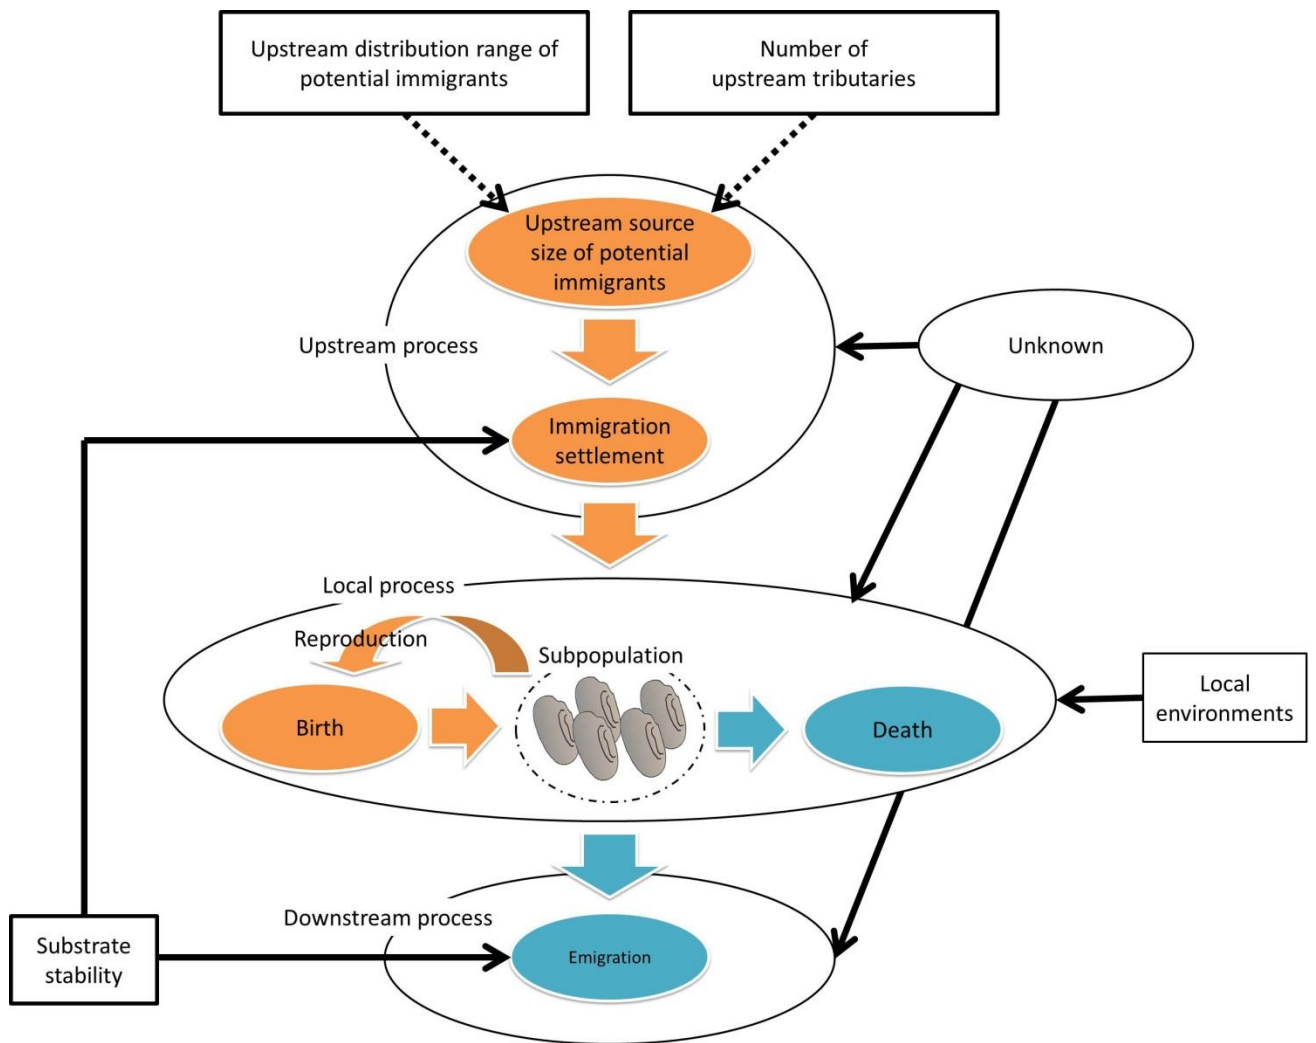 Upstream distribution range of
potential immigrants
Number of
upstream tributaries
Upstream source
size of potential
immigrants
Upstream process
Unknown
Immigration
settlement
Local process
Reproduction
Subpopulation
Birth
Death
Local
environments
Downstream process
Emigration
Substrate
stability